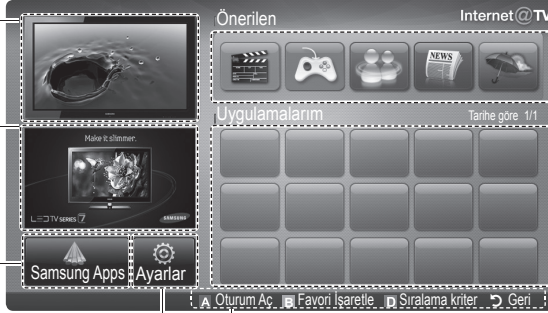 Önerilen
Internet@TV
NEWS
Uygulamalarım
Tarihe göre 1/1
Make it slimmer.
LED TV SERIES 7
SAMSUNG
Samsung Apps
Ayarlar
A Oturum Aç B Favori İşaretle D Sıralama kriter Geri